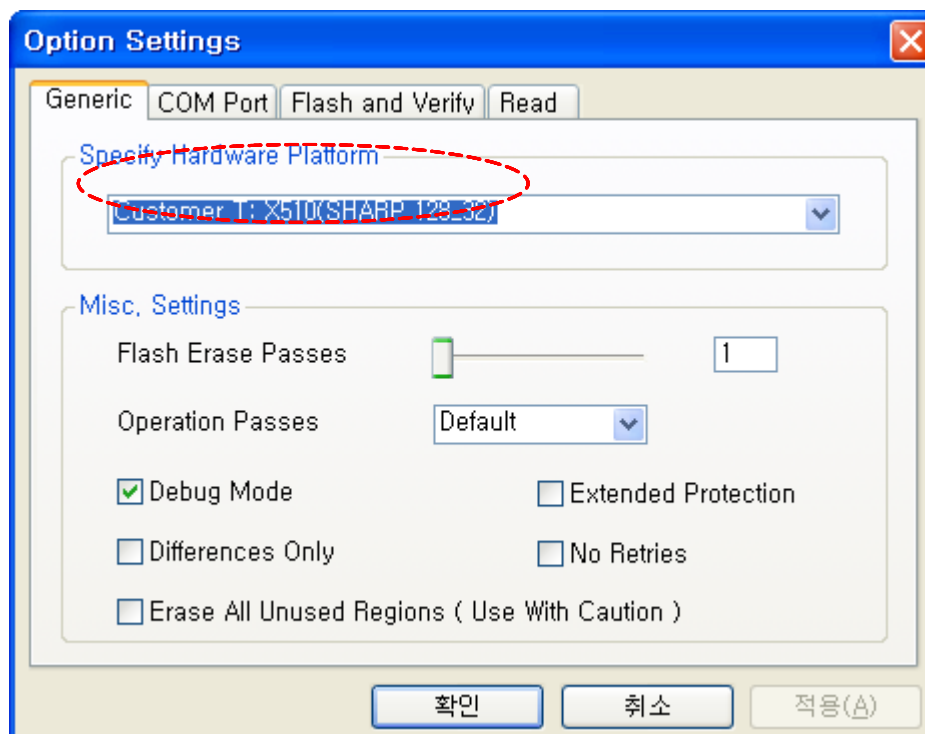 Option Settings
Generic COM Port Flash and Verify Read
Specify Hardware Platform
Customer T: X510(SHARP 128_32)
Misc, Settings
Flash Erase Passes 1
Operation Passes Default
Debug Mode Extended Protection
Differences Only No Retries
Erase All Unused Regions ( Use With Caution )
확인 취소 적용(A)